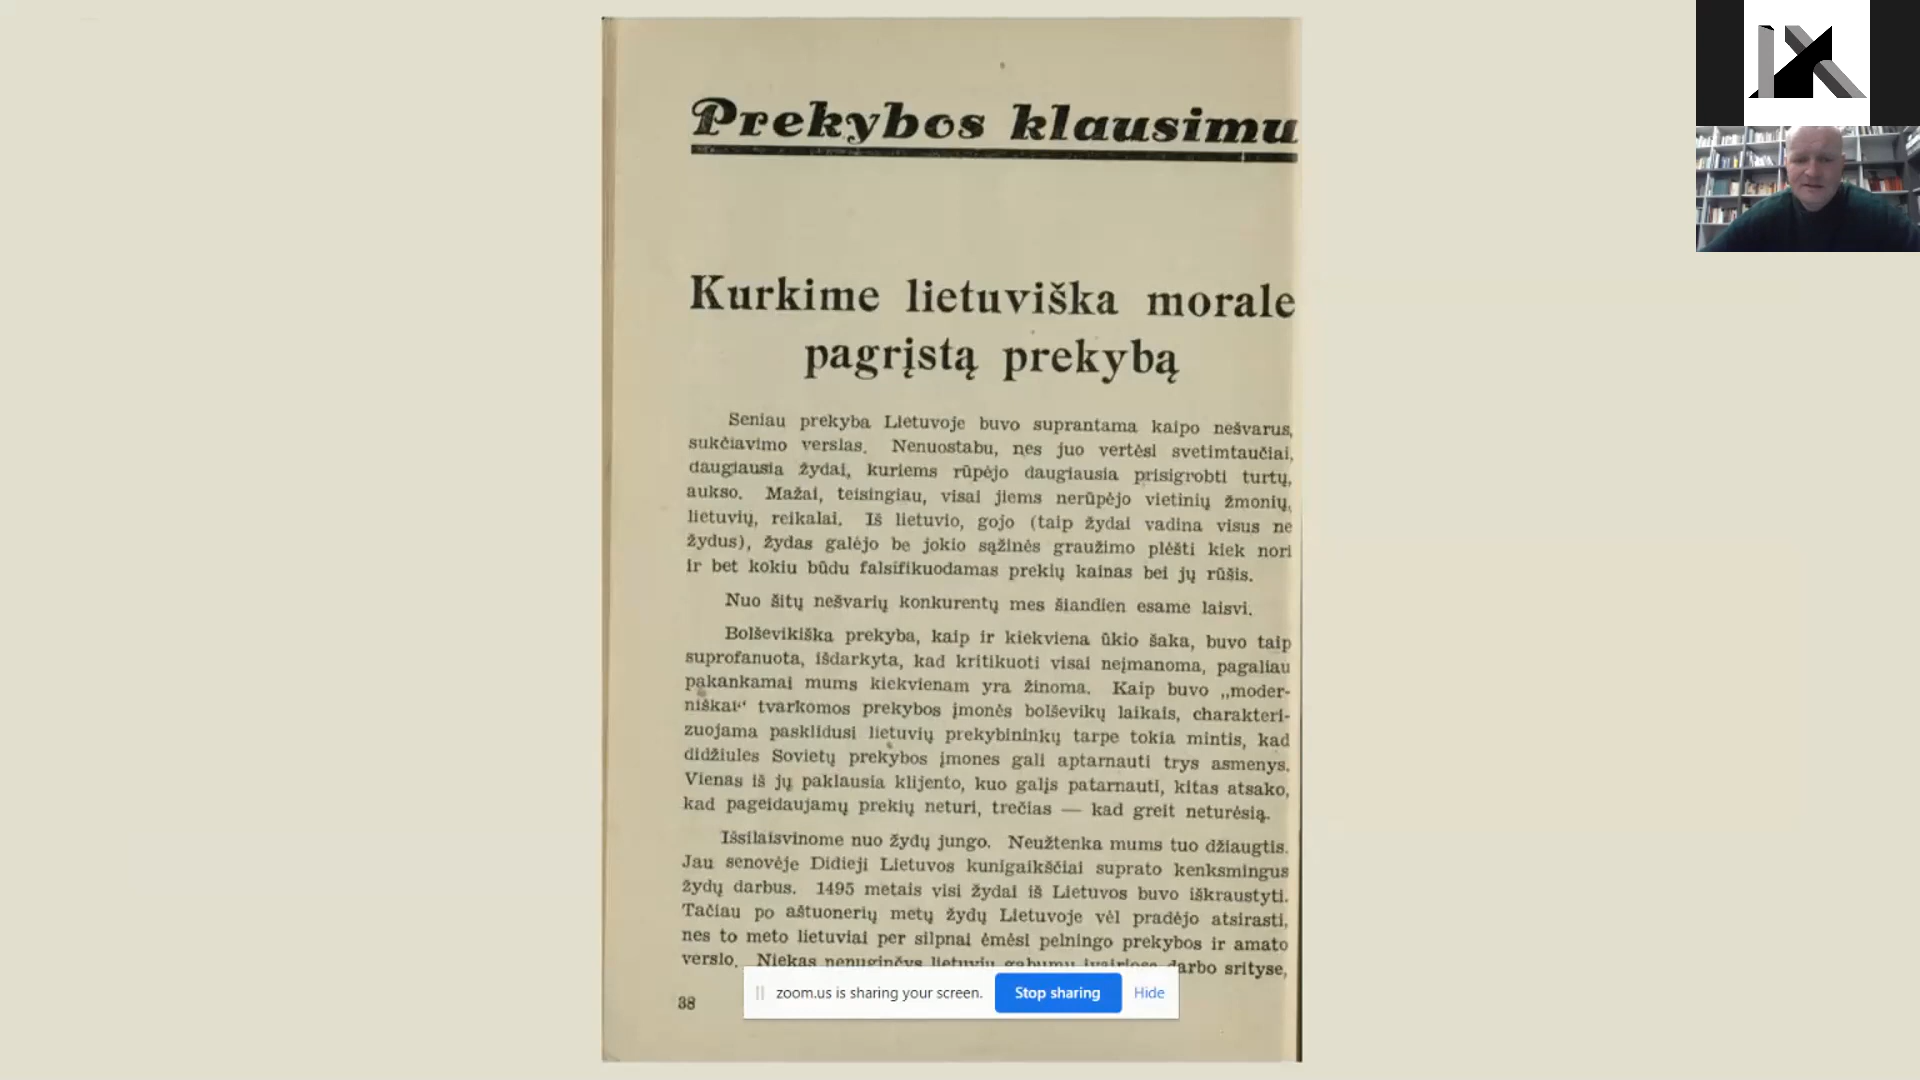 Prekybos klausimu
Kurkime lietuviška morale
pagrįstą prekybą
Seniau prekyba Lietuvoje buvo suprantama kaipo nešvarus,
sukčiavimo verslas. Nenuostabu, nes juo vertėsi svetimtaučiai,
daugiausia žydai, kuriems rūpėjo daugiausia prisigrobti turtų,
aukso. Mažai, teisingiau, visai jiems nerūpėjo vietinių žmonių,
lietuvių, reikalai. Iš lietuvio, gojo (taip žydai vadina visus ne
žydus), žydas galėjo be jokio sąžinės graužimo plėšti kiek nori
ir bet kokiu būdu falsifikuodamas prekių kainas bei jų rūšis.
Nuo šitų nešvarių konkurentų mes šiandien esame laisvi.
Bolševikiška prekyba, kaip ir kiekviena ūkio šaka, buvo taip
suprofanuota, išdarkyta, kad kritikuoti visai neįmanoma, pagaliau
pakankamai mums kiekvienam yra žinoma. Kaip buvo „moder-
niškai“ tvarkomos prekybos įmonės bolševikų laikais, charakteri-
zuojama pasklidusi lietuvių prekybininkų tarpe tokia mintis, kad
didžiules Sovietų prekybos įmones gali aptarnauti trys asmenys.
Vienas iš jų paklausia klijento, kuo galįs patarnauti, kitas atsako,
kad pageidaujamų prekių neturi, trečias — kad greit neturėsią.
Išsilaisvinome nuo žydų jungo. Neužtenka mums tuo džiaugtis.
Jau senovėje Didieji Lietuvos kunigaikščiai suprato kenksmingus
žydų darbus. 1495 metais visi žydai iš Lietuvos buvo iškraustyti.
Tačiau po aštuonerių metų žydų Lietuvoje vėl pradėjo atsirasti,
nes to meto lietuviai per silpnai ėmėsi pelningo prekybos ir amato
verslo. Niekas nenuginčys lietuvių gabumų įvairiose darbo srityse,
38
zoom.us is sharing your screen. Stop sharing Hide